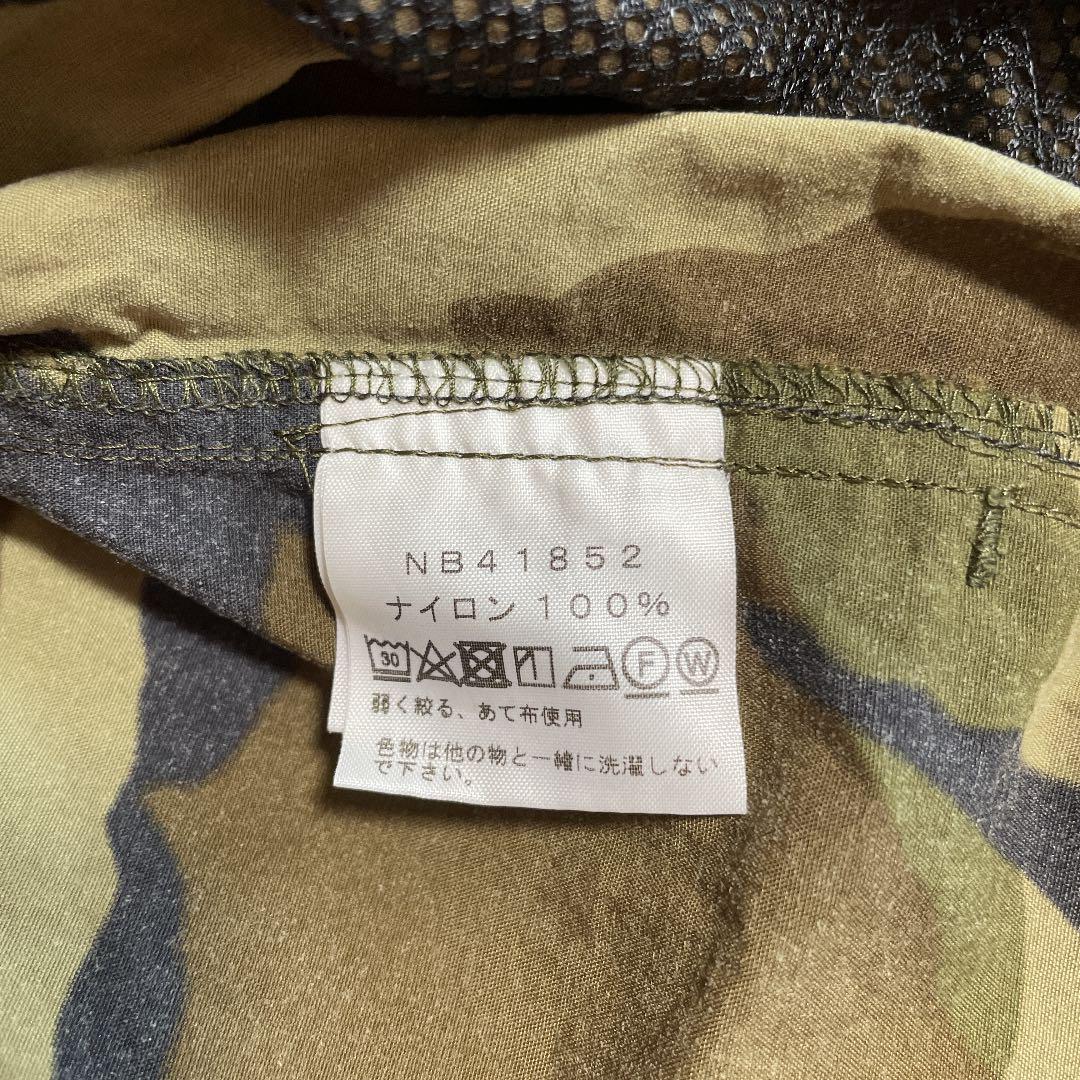 NB41852
ナイロン100%
30 F W
弱く絞る、あて布使用
色物は他の物と一緒に洗濯しない
で下さい。